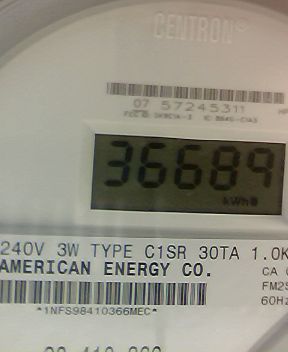 CENTRON®
07 57245311
36689
kWh
240V 3W TYPE C1SR 30TA 1.0K
AMERICAN ENERGY CO.
CA
FM2S
60Hz
*1NFS98410366MEC*